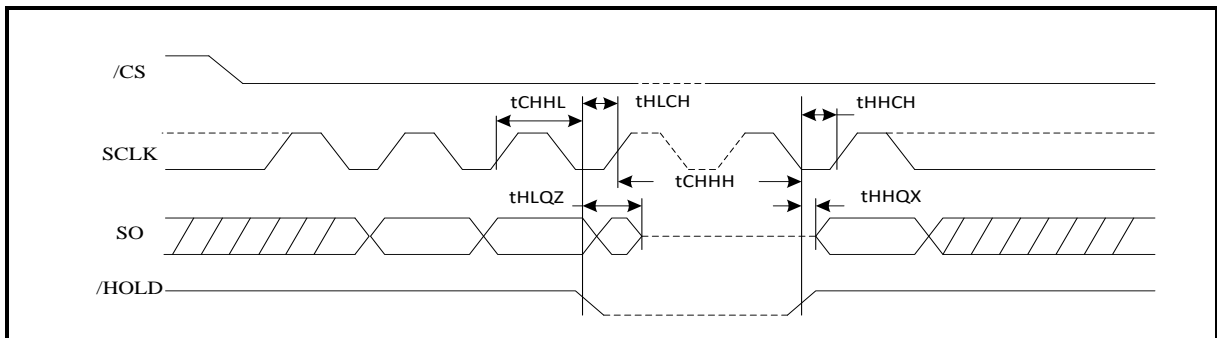 /CS
tCHHL
tHLCH
tHHCH
SCLK
tCHHH
tHLQZ
tHHQX
SO
/HOLD